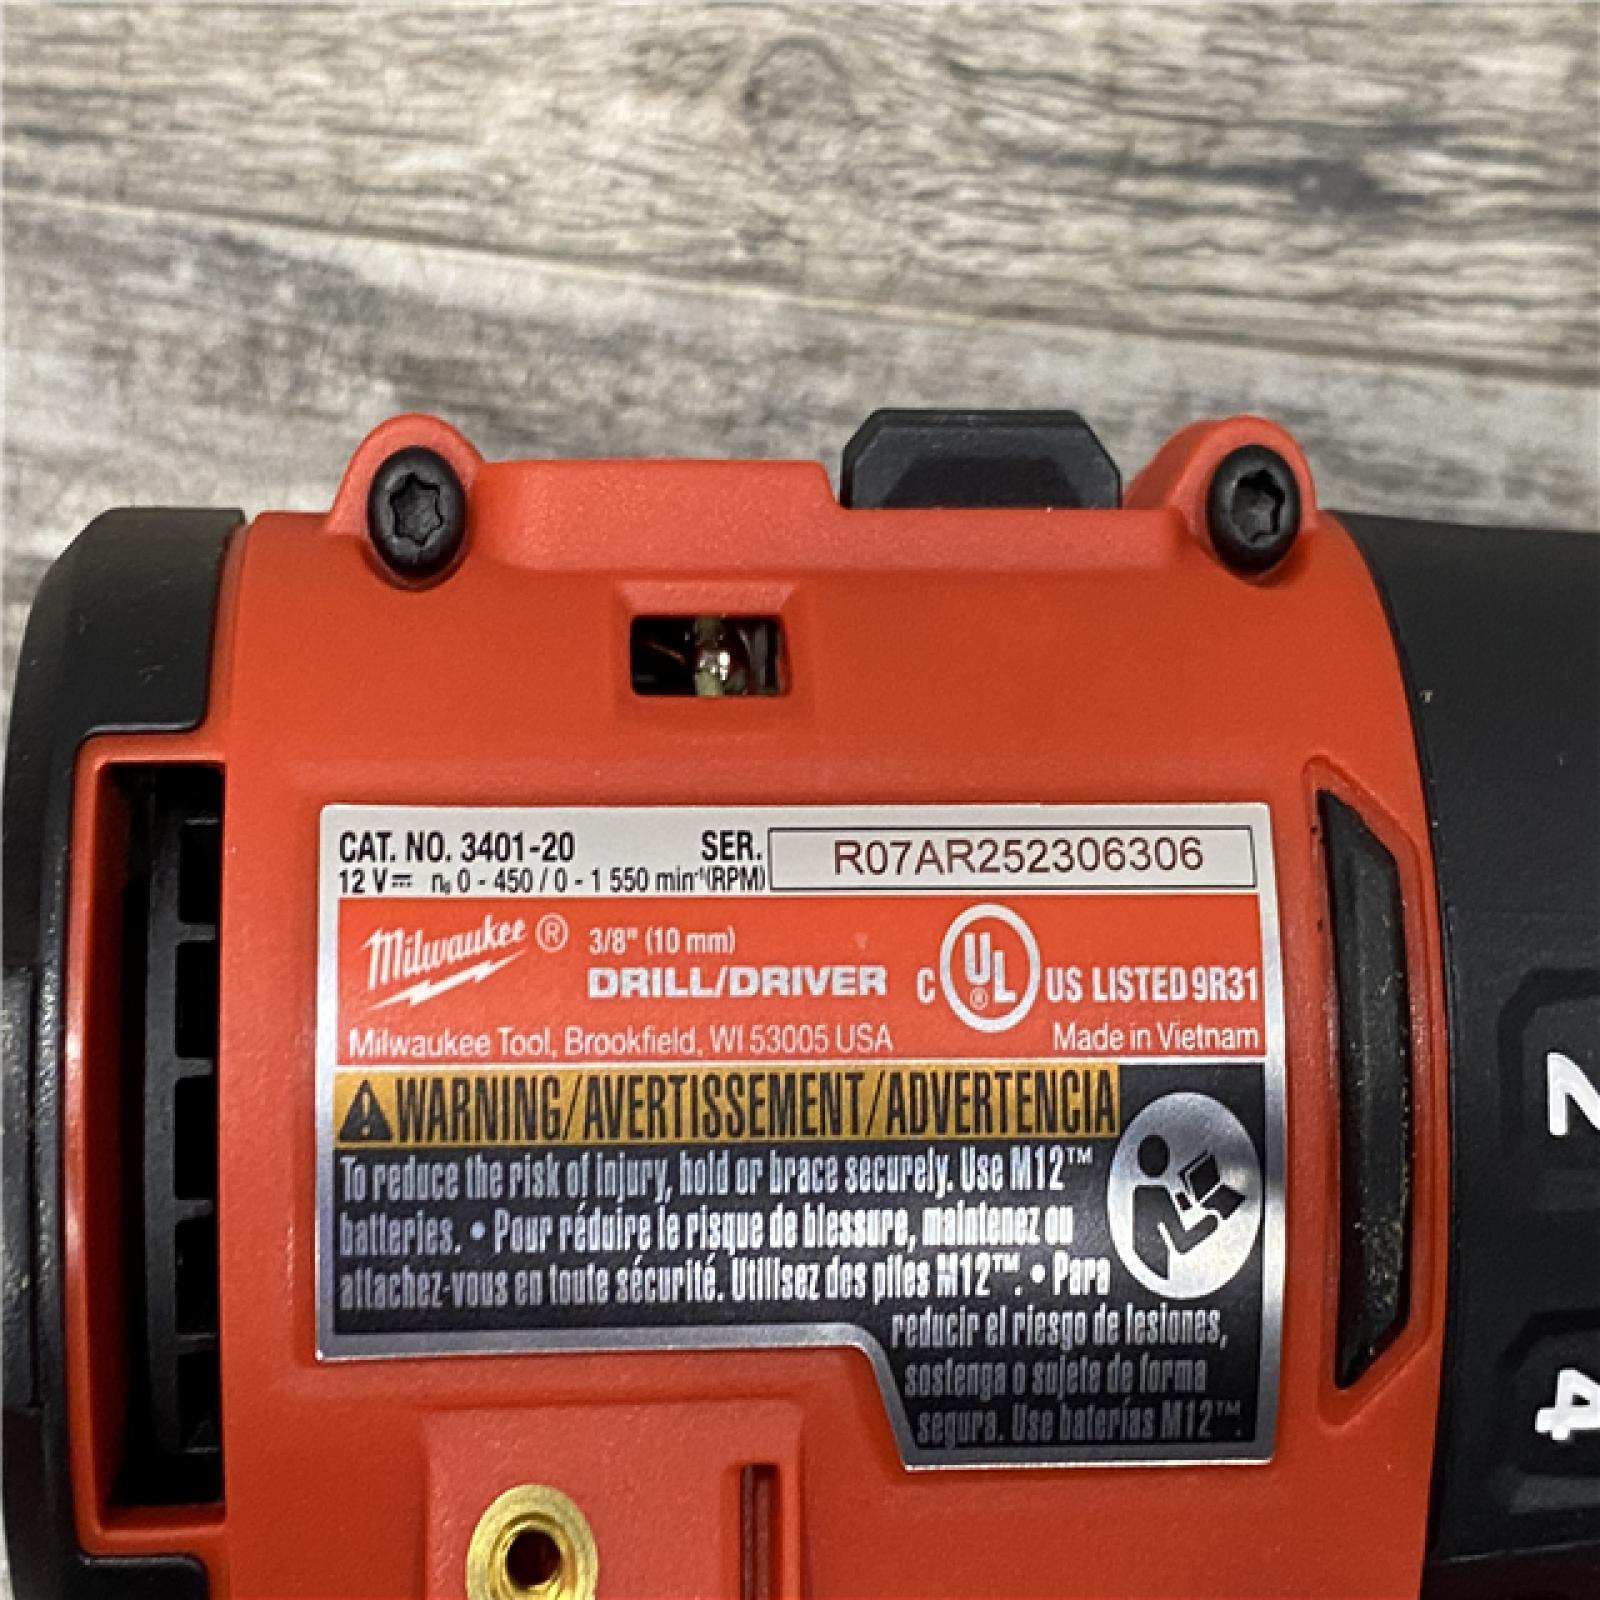 CAT. NO. 3401-20 SER. R07AR252306306
12 V⎓ n₀ 0 - 450 / 0 - 1 550 min⁻¹(RPM)
Milwaukee® 3/8" (10 mm)
DRILL/DRIVER C UL® US LISTED 9R31
Milwaukee Tool, Brookfield, WI 53005 USA Made in Vietnam
WARNING/AVERTISSEMENT/ADVERTENCIA
To reduce the risk of injury, hold or brace securely. Use M12™
batteries. • Pour réduire le risque de blessure, maintenez ou
attachez-vous en toute sécurité. Utilisez des piles M12™. • Para
reducir el riesgo de lesiones,
sostenga o sujete de forma
segura. Use baterías M12™.
2
4